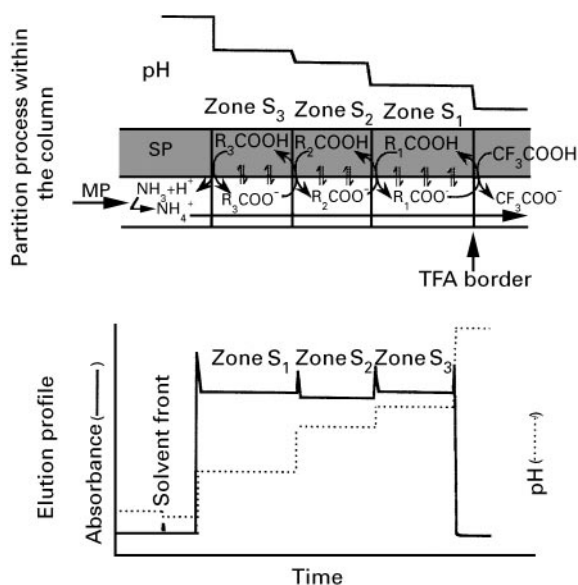 Partition process within
the column
pH
Zone S₃ Zone S₂ Zone S₁
SP R₃COOH R₂COOH R₁COOH CF₃COOH
MP NH₃+H⁺
NH₄⁺ R₃COO⁻ R₂COO⁻ R₁COO⁻ CF₃COO⁻
TFA border
Elution profile
Absorbance (——)
Solvent front
Zone S₁ Zone S₂ Zone S₃
pH (........)
Time